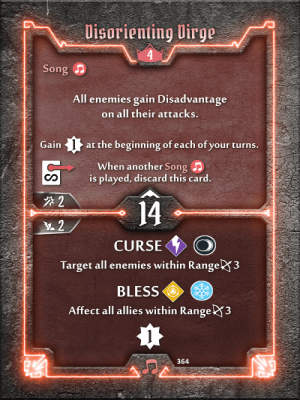 Disorienting Dirge
4
Song
All enemies gain Disadvantage
on all their attacks.
Gain 1 at the beginning of each of your turns.
When another Song
is played, discard this card.
2
14
2
CURSE
Target all enemies within Range 3
BLESS
Affect all allies within Range 3
1
364